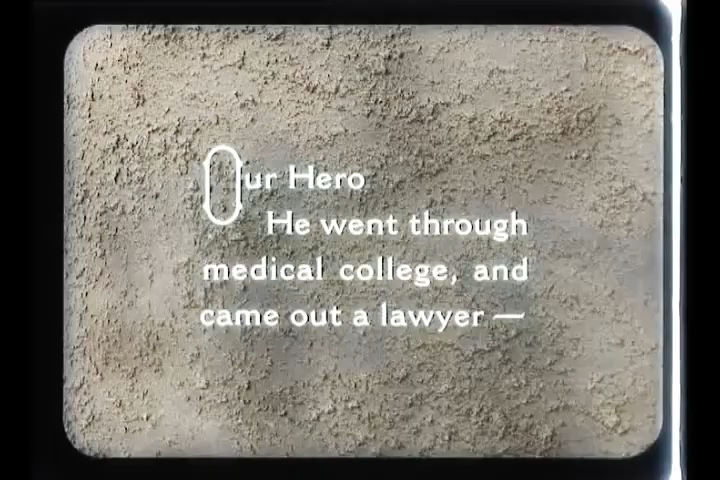 Our Hero
He went through
medical college, and
came out a lawyer —